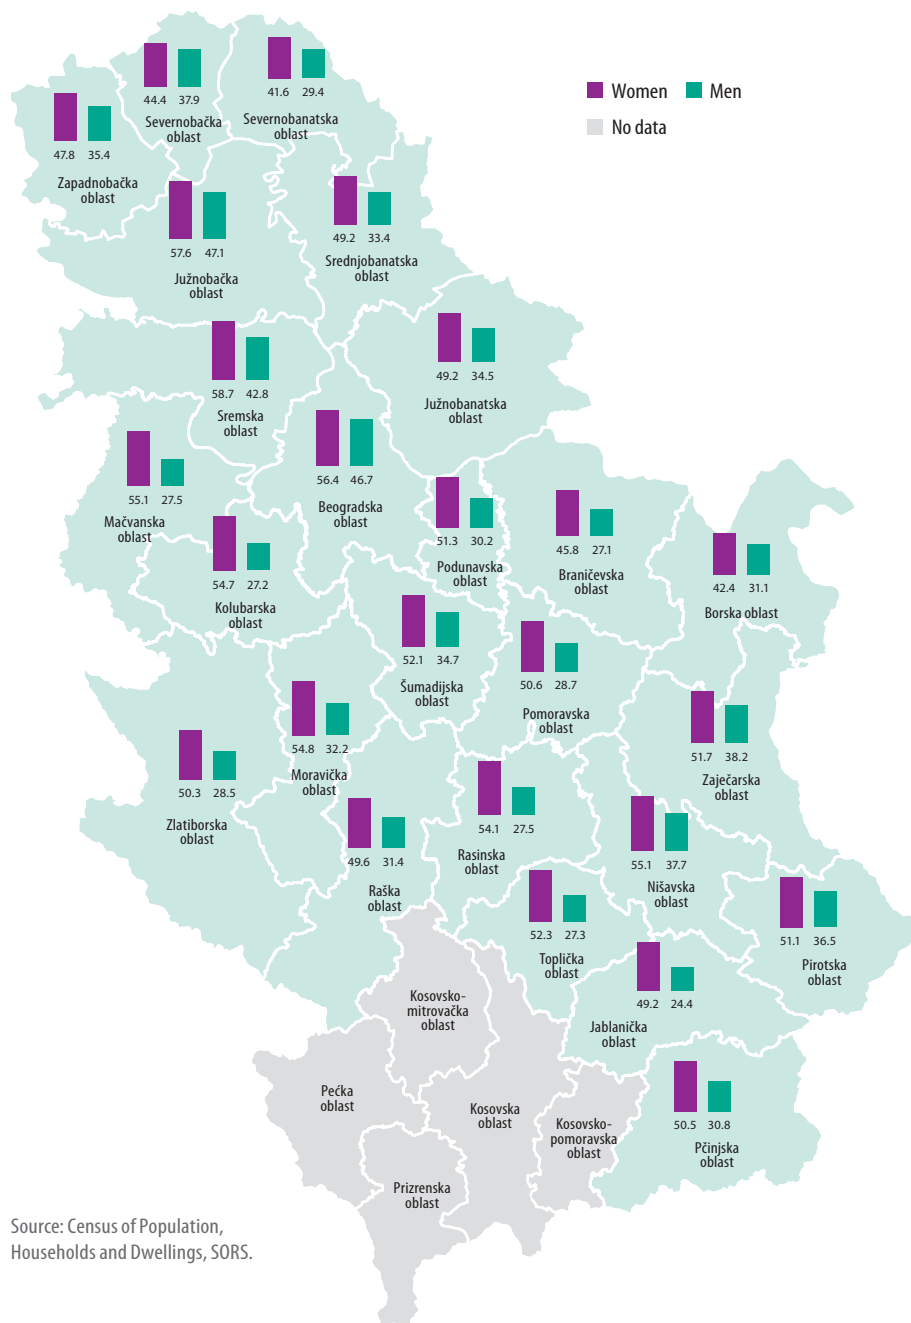 Women Men
No data
44.4 37.9
Severnobačka
oblast
41.6 29.4
Severnobanatska
oblast
47.8 35.4
Zapadnobačka
oblast
57.6 47.1
Južnobačka
oblast
49.2 33.4
Srednjobanatska
oblast
58.7 42.8
Sremska
oblast
49.2 34.5
Južnobanatska
oblast
55.1 27.5
Mačvanska
oblast
56.4 46.7
Beogradska
oblast
51.3 30.2
Podunavska
oblast
45.8 27.1
Braničevska
oblast
42.4 31.1
Borska oblast
54.7 27.2
Kolubarska
oblast
52.1 34.7
Šumadijska
oblast
50.6 28.7
Pomoravska
oblast
54.8 32.2
Moravička
oblast
51.7 38.2
Zaječarska
oblast
50.3 28.5
Zlatiborska
oblast
49.6 31.4
Raška
oblast
54.1 27.5
Rasinska
oblast
55.1 37.7
Nišavska
oblast
52.3 27.3
Toplička
oblast
51.1 36.5
Pirotska
oblast
49.2 24.4
Jablanička
oblast
Kosovsko-
mitrovačka
oblast
Pećka
oblast
Kosovska
oblast
Kosovsko-
pomoravska
oblast
50.5 30.8
Pčinjska
oblast
Prizrenska
oblast
Source: Census of Population,
Households and Dwellings, SORS.